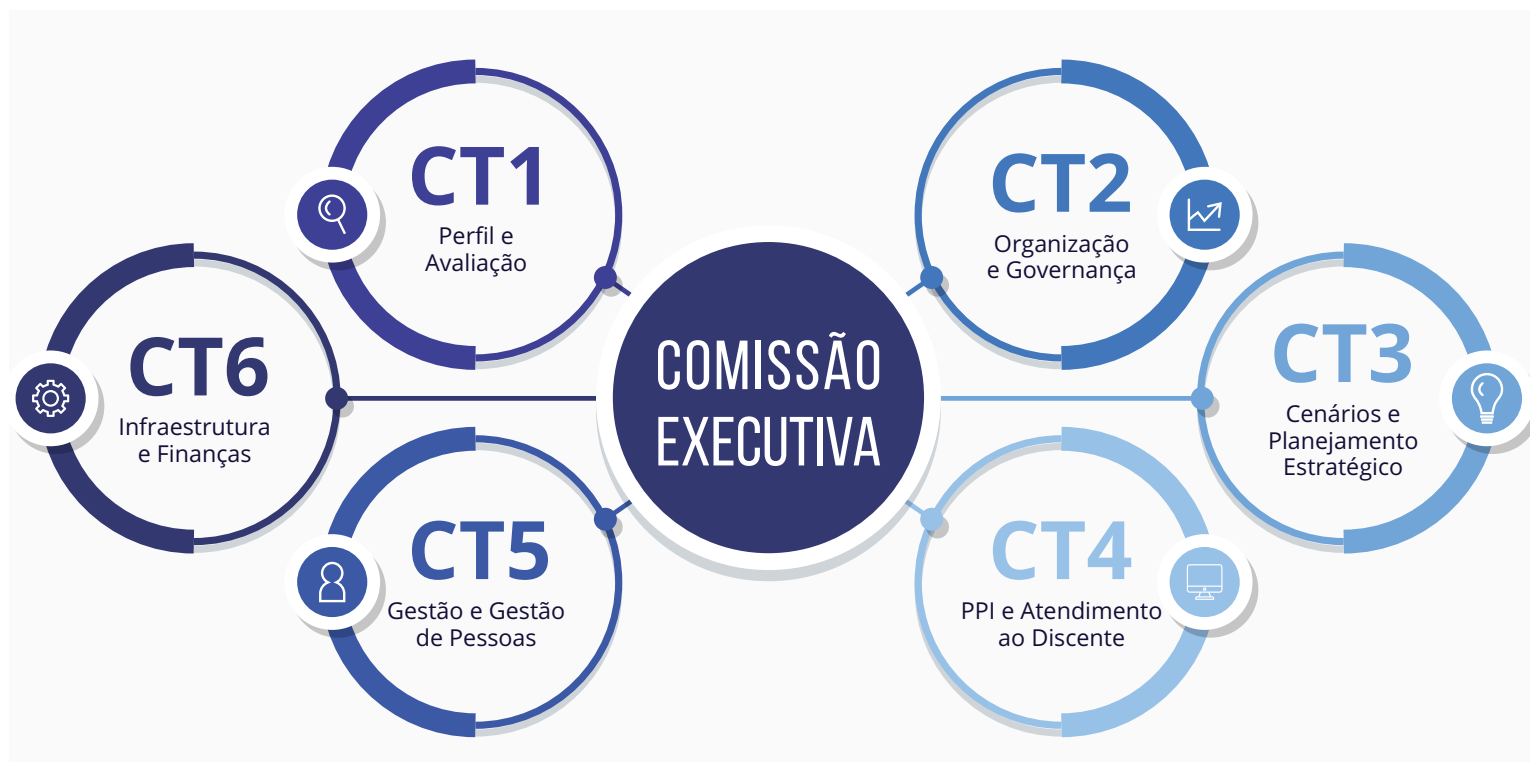 CT1
Perfil e
Avaliação
CT2
Organização
e Governança
CT3
Cenários e
Planejamento
Estratégico
CT4
PPI e Atendimento
ao Discente
CT5
Gestão e Gestão
de Pessoas
CT6
Infraestrutura
e Finanças
COMISSÃO
EXECUTIVA